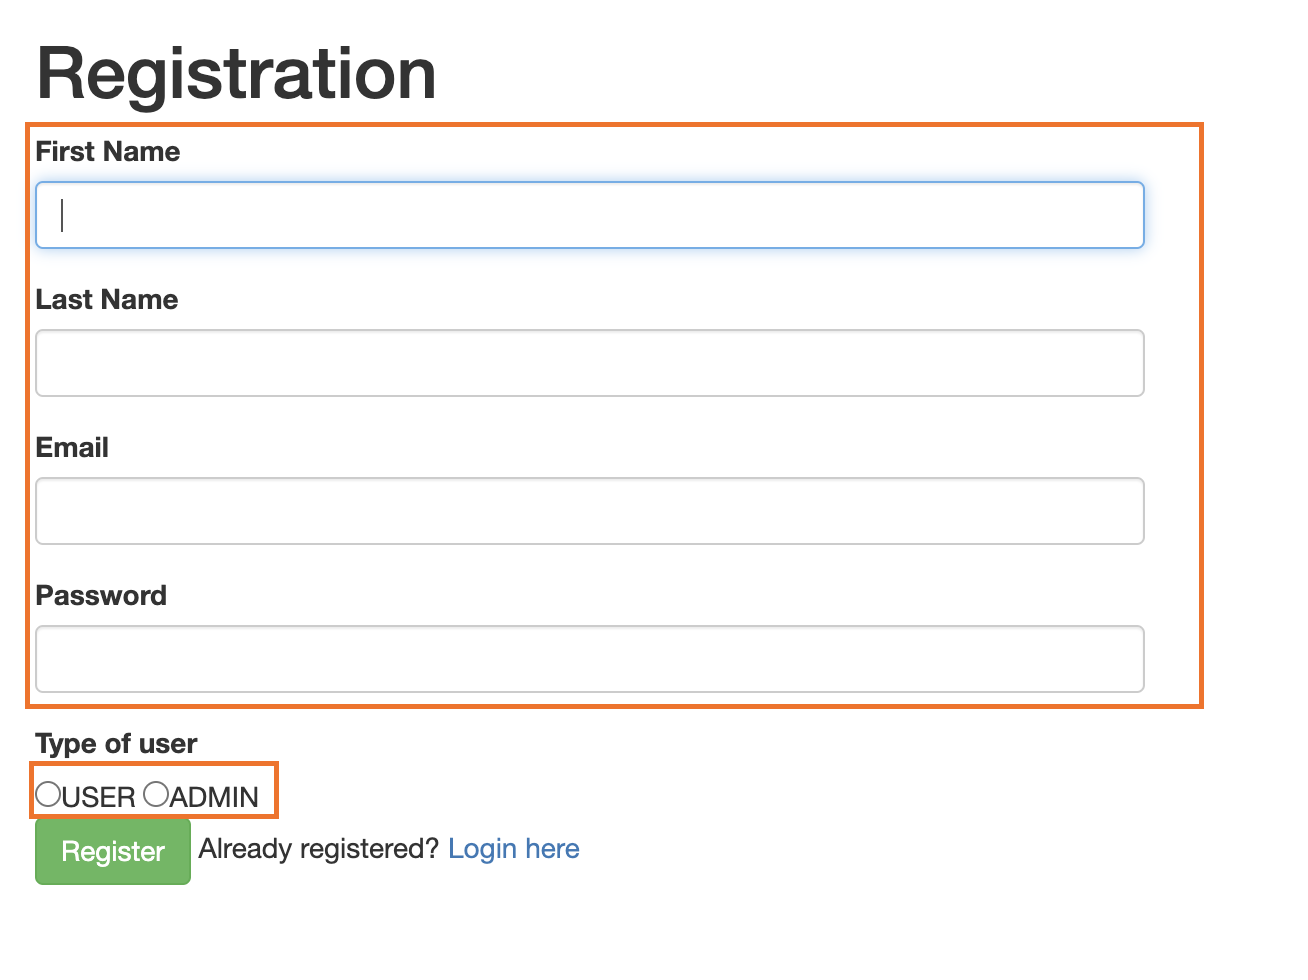 Registration
First Name
Last Name
Email
Password
Type of user
USER ADMIN
Register Already registered? Login here